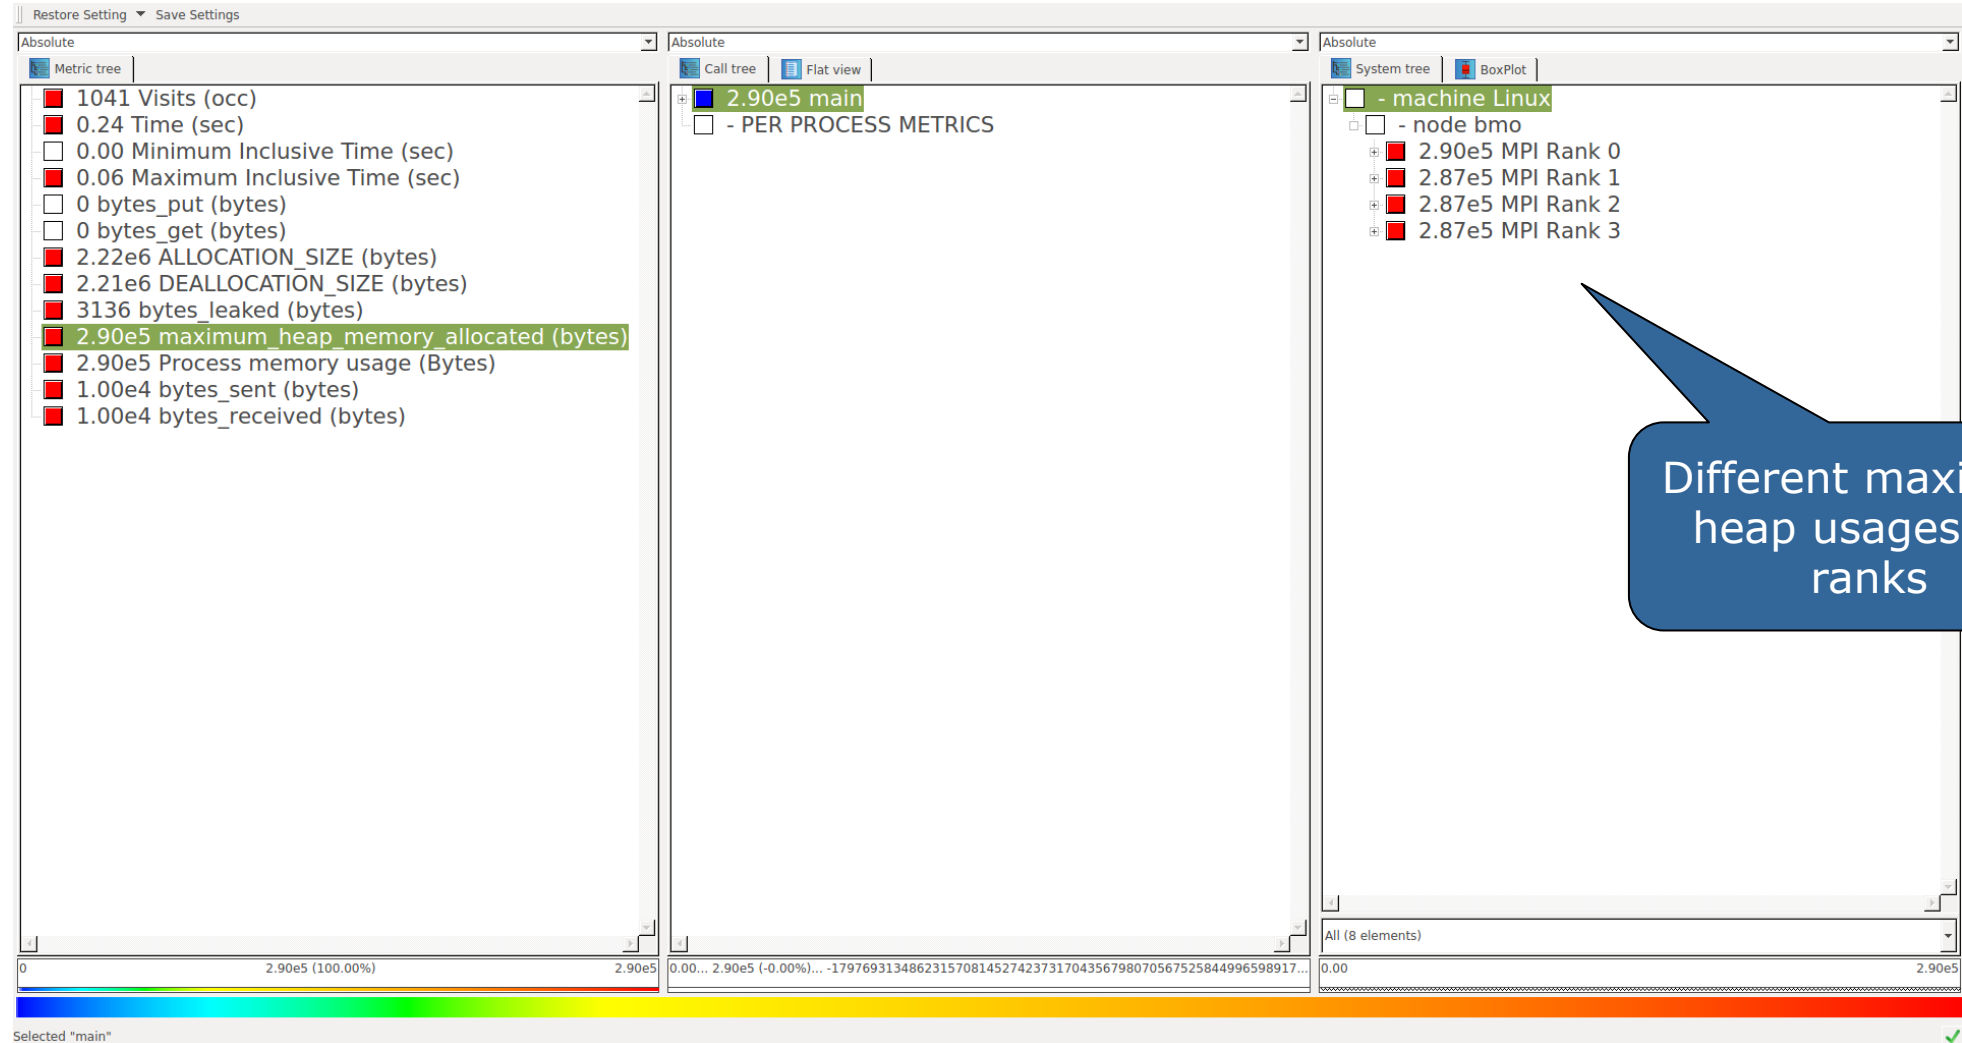 Restore Setting Save Settings
Absolute
Metric tree
1041 Visits (occ)
0.24 Time (sec)
0.00 Minimum Inclusive Time (sec)
0.06 Maximum Inclusive Time (sec)
0 bytes_put (bytes)
0 bytes_get (bytes)
2.22e6 ALLOCATION_SIZE (bytes)
2.21e6 DEALLOCATION_SIZE (bytes)
3136 bytes_leaked (bytes)
2.90e5 maximum_heap_memory_allocated (bytes)
2.90e5 Process memory usage (Bytes)
1.00e4 bytes_sent (bytes)
1.00e4 bytes_received (bytes)
0 2.90e5 (100.00%) 2.90e5
Absolute
Call tree Flat view
2.90e5 main
- PER PROCESS METRICS
0.00... 2.90e5 (-0.00%)... -179769313486231570814527423731704356798070567525844996598917...
Absolute
System tree BoxPlot
- machine Linux
- node bmo
2.90e5 MPI Rank 0
2.87e5 MPI Rank 1
2.87e5 MPI Rank 2
2.87e5 MPI Rank 3
Different
heap usages
ranks
All (8 elements)
0.00 2.90e5
Selected "main"